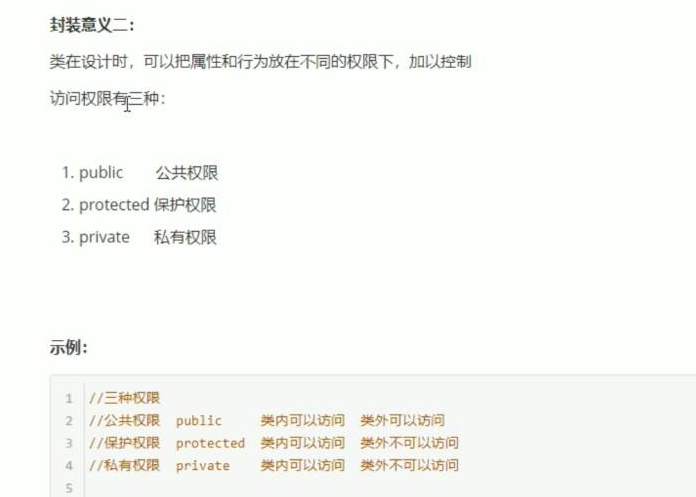 封装意义二：
类在设计时，可以把属性和行为放在不同的权限下，加以控制
访问权限有三种：
1. public 公共权限
2. protected 保护权限
3. private 私有权限
示例：
1 //三种权限
2 //公共权限 public 类内可以访问 类外可以访问
3 //保护权限 protected 类内可以访问 类外不可以访问
4 //私有权限 private 类内可以访问 类外不可以访问
5